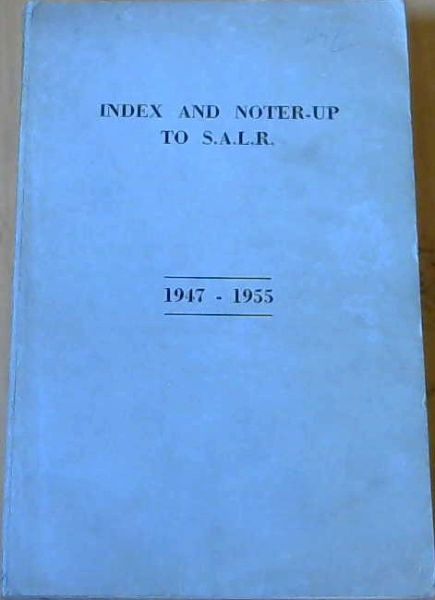 INDEX AND NOTER-UP
TO S.A.L.R.
1947 - 1955